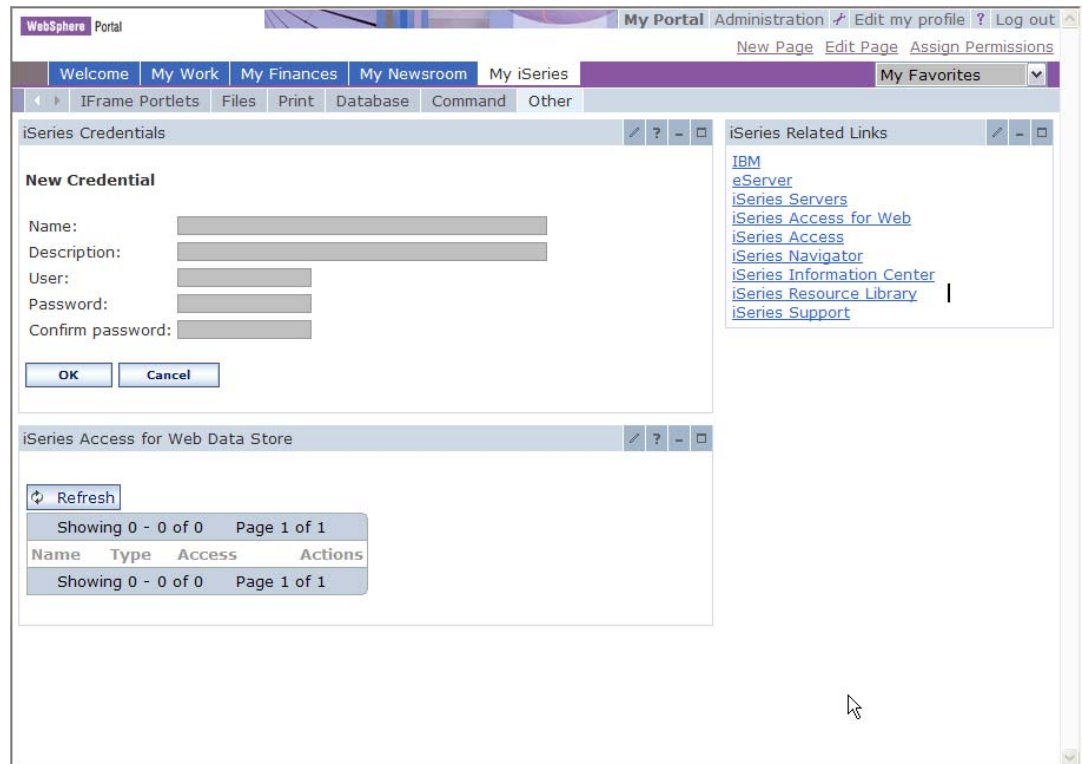 WebSphere Portal
My Portal Administration Edit my profile ? Log out
New Page Edit Page Assign Permissions
Welcome My Work My Finances My Newsroom My iSeries My Favorites
IFrame Portlets Files Print Database Command Other
iSeries Credentials ?
New Credential
Name:
Description:
User:
Password:
Confirm password:
OK Cancel
iSeries Access for Web Data Store ?
Refresh
Showing 0 - 0 of 0 Page 1 of 1
Name Type Access Actions
Showing 0 - 0 of 0 Page 1 of 1
iSeries Related Links
IBM
eServer
iSeries Servers
iSeries Access for Web
iSeries Access
iSeries Navigator
iSeries Information Center
iSeries Resource Library
iSeries Support